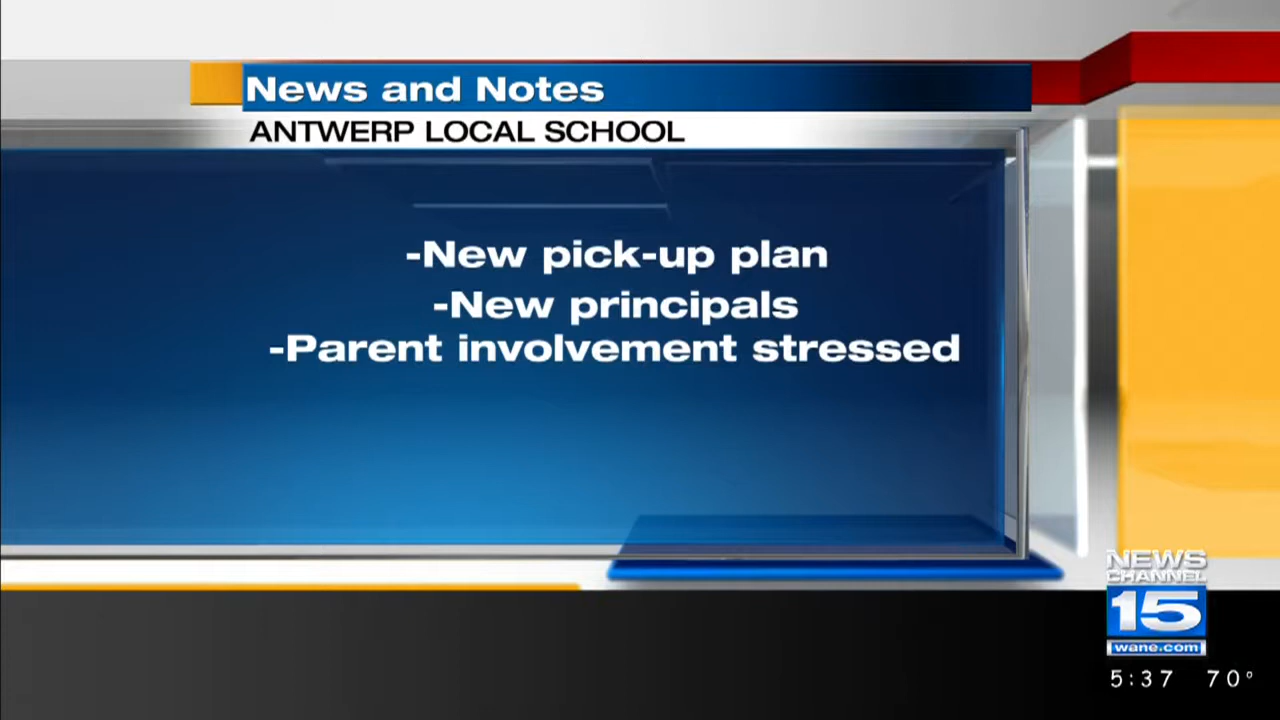 News and Notes
ANTWERP LOCAL SCHOOL
-New pick-up plan
-New principals
-Parent involvement stressed
NEWS
CHANNEL
15
wane.com
5:37 70°